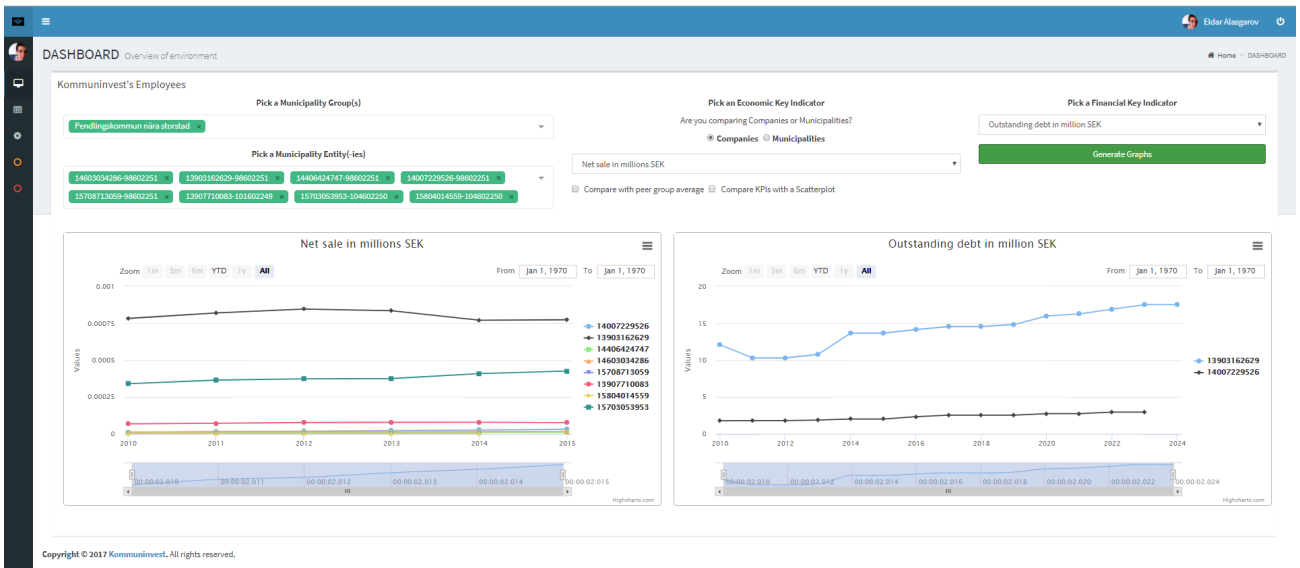 Eldar Alasgarov
DASHBOARD Overview of environment
Home > DASHBOARD
Kommuninvest's Employees
Pick a Municipality Group(s)
Pendlingskommun nära storstad ×
Pick a Municipality Entity(-ies)
14603034286-98602251 × 13903162629-98602251 × 14406424747-98602251 × 14007229526-98602251 ×
15708713059-98602251 × 13907710083-101602249 × 15703053953-104602250 × 15804014559-104602250 ×
Pick an Economic Key Indicator
Are you comparing Companies or Municipalities?
Companies Municipalities
Net sale in millions SEK
Compare with peer group average Compare KPIs with a Scatterplot
Pick a Financial Key Indicator
Outstanding debt in million SEK
Generate Graphs
Net sale in millions SEK
Zoom 1m 3m 6m YTD 1y All From Jan 1, 1970 To Jan 1, 1970
Values
0.001
0.00075
0.0005
0.00025
0
2010 2011 2012 2013 2014 2015
14007229526
13903162629
14406424747
14603034286
15708713059
13907710083
15804014559
15703053953
00:00:02.010 00:00:02.011 00:00:02.012 00:00:02.013 00:00:02.014 00:00:02.015
Highcharts.com
Outstanding debt in million SEK
Zoom 1m 3m 6m YTD 1y All From Jan 1, 1970 To Jan 1, 1970
Values
20
15
10
5
0
2010 2012 2014 2016 2018 2020 2022 2024
13903162629
14007229526
00:00:02.010 00:00:02.012 00:00:02.014 00:00:02.016 00:00:02.018 00:00:02.020 00:00:02.022 00:00:02.024
Highcharts.com
Copyright © 2017 Kommuninvest. All rights reserved.